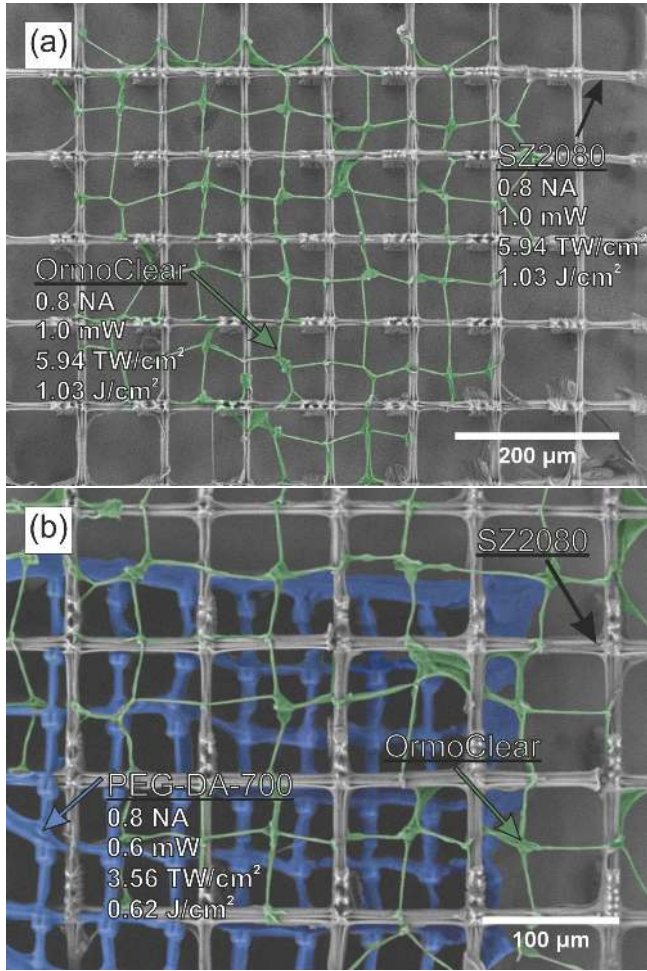 (a)
SZ2080
0.8 NA
1.0 mW
5.94 TW/cm²
1.03 J/cm²
OrmoClear
0.8 NA
1.0 mW
5.94 TW/cm²
1.03 J/cm²
200 µm
(b)
SZ2080
OrmoClear
PEG-DA-700
0.8 NA
0.6 mW
3.56 TW/cm²
0.62 J/cm²
100 µm